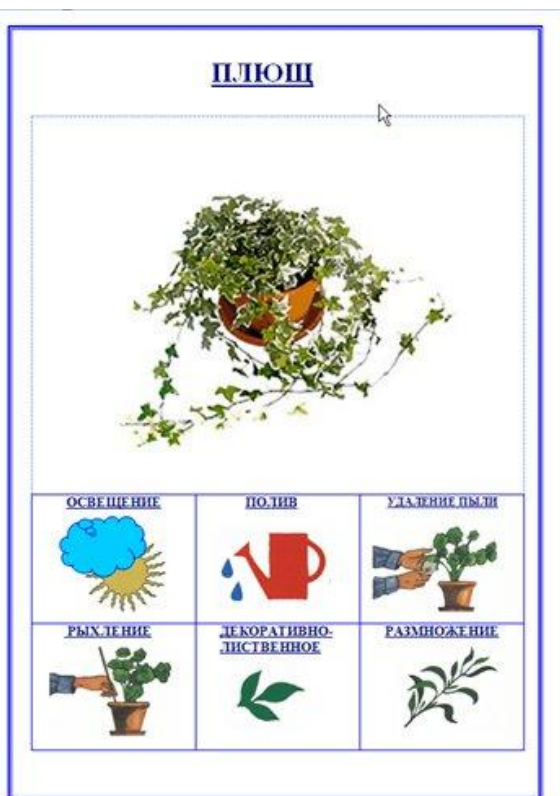 ПЛЮЩ
ОСВЕЩЕНИЕ
ПОЛИВ
УДАЛЕНИЕ ПЫЛИ
РЫХЛЕНИЕ
ДЕКОРАТИВНО-
ЛИСТВЕННОЕ
РАЗМНОЖЕНИЕ